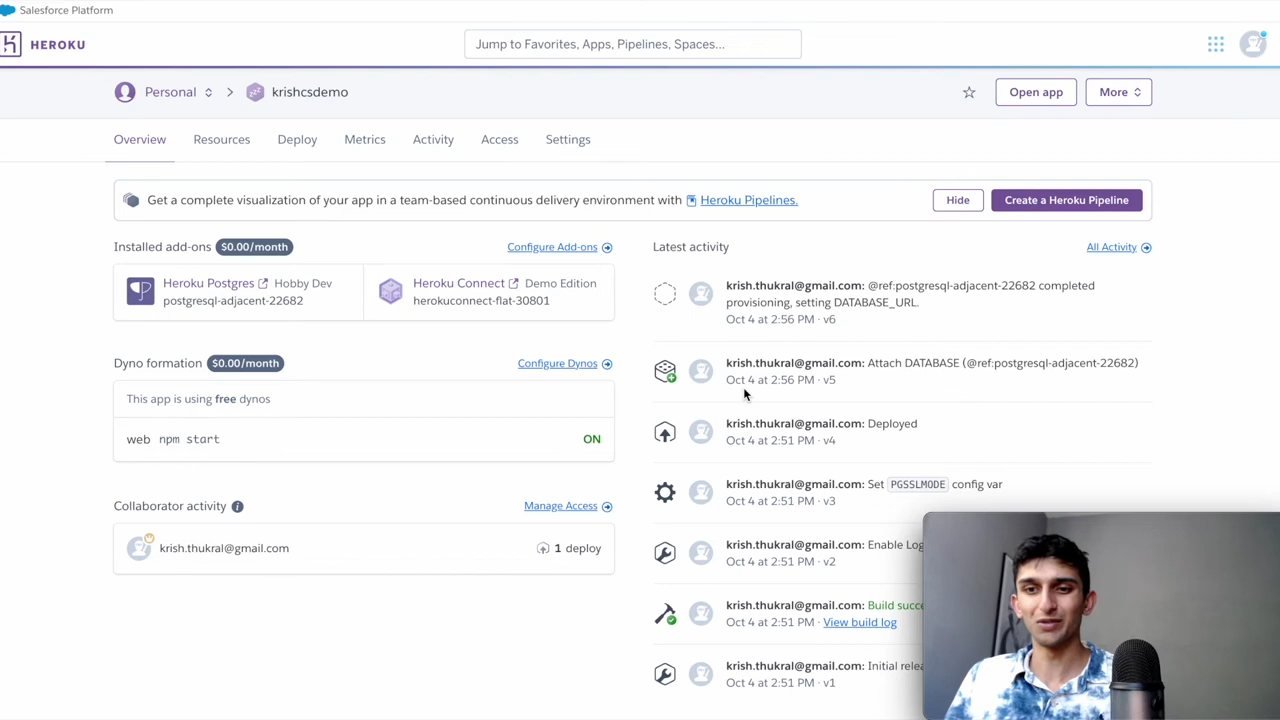 Salesforce Platform
HEROKU
Jump to Favorites, Apps, Pipelines, Spaces...
Personal
krishcsdemo
Open app
More
Overview
Resources
Deploy
Metrics
Activity
Access
Settings
Get a complete visualization of your app in a team-based continuous delivery environment with Heroku Pipelines.
Hide
Create a Heroku Pipeline
Installed add-ons $0.00/month
Configure Add-ons
Heroku Postgres Hobby Dev
postgresql-adjacent-22682
Heroku Connect Demo Edition
herokuconnect-flat-30801
Dyno formation $0.00/month
Configure Dynos
This app is using free dynos
web npm start
ON
Collaborator activity
Manage Access
krish.thukral@gmail.com
1 deploy
Latest activity
All Activity
krish.thukral@gmail.com: @ref:postgresql-adjacent-22682 completed
provisioning, setting DATABASE_URL.
Oct 4 at 2:56 PM · v6
krish.thukral@gmail.com: Attach DATABASE (@ref:postgresql-adjacent-22682)
Oct 4 at 2:56 PM · v5
krish.thukral@gmail.com: Deployed
Oct 4 at 2:51 PM · v4
krish.thukral@gmail.com: Set PGSSLMODE config var
Oct 4 at 2:51 PM · v3
krish.thukral@gmail.com: Enable Log
Oct 4 at 2:51 PM · v2
krish.thukral@gmail.com: Build succe
Oct 4 at 2:51 PM · View build log
krish.thukral@gmail.com: Initial relea
Oct 4 at 2:51 PM · v1